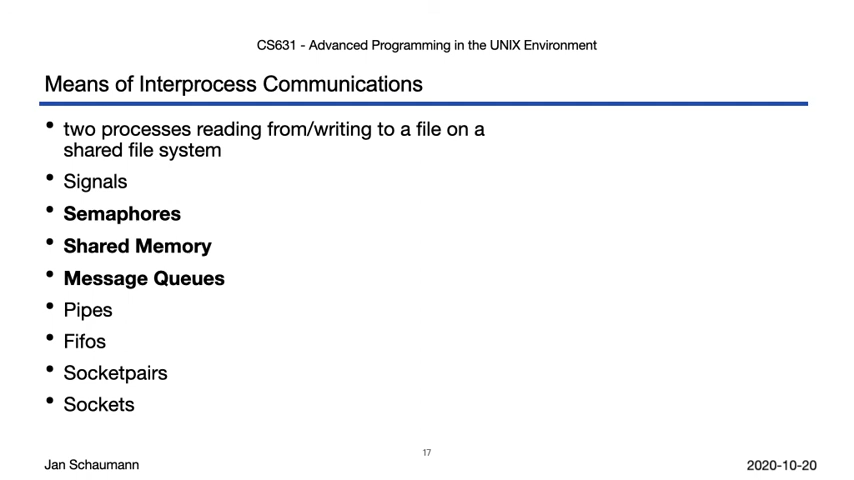 CS631 - Advanced Programming in the UNIX Environment
Means of Interprocess Communications
• two processes reading from/writing to a file on a
shared file system
• Signals
• Semaphores
• Shared Memory
• Message Queues
• Pipes
• Fifos
• Socketpairs
• Sockets
17
Jan Schaumann
2020-10-20